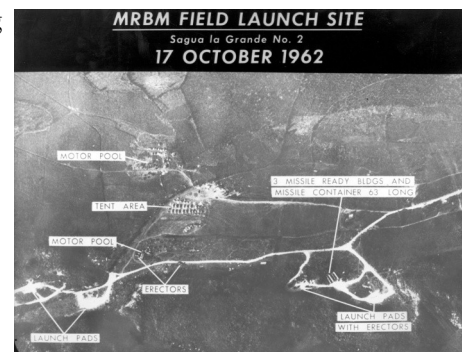 MRBM FIELD LAUNCH SITE
Sagua la Grande No. 2
17 OCTOBER 1962
MOTOR POOL
3 MISSILE READY BLDGS, AND
MISSILE CONTAINER 63' LONG
TENT AREA
MOTOR POOL
ERECTORS
LAUNCH PADS
LAUNCH PADS
WITH ERECTORS